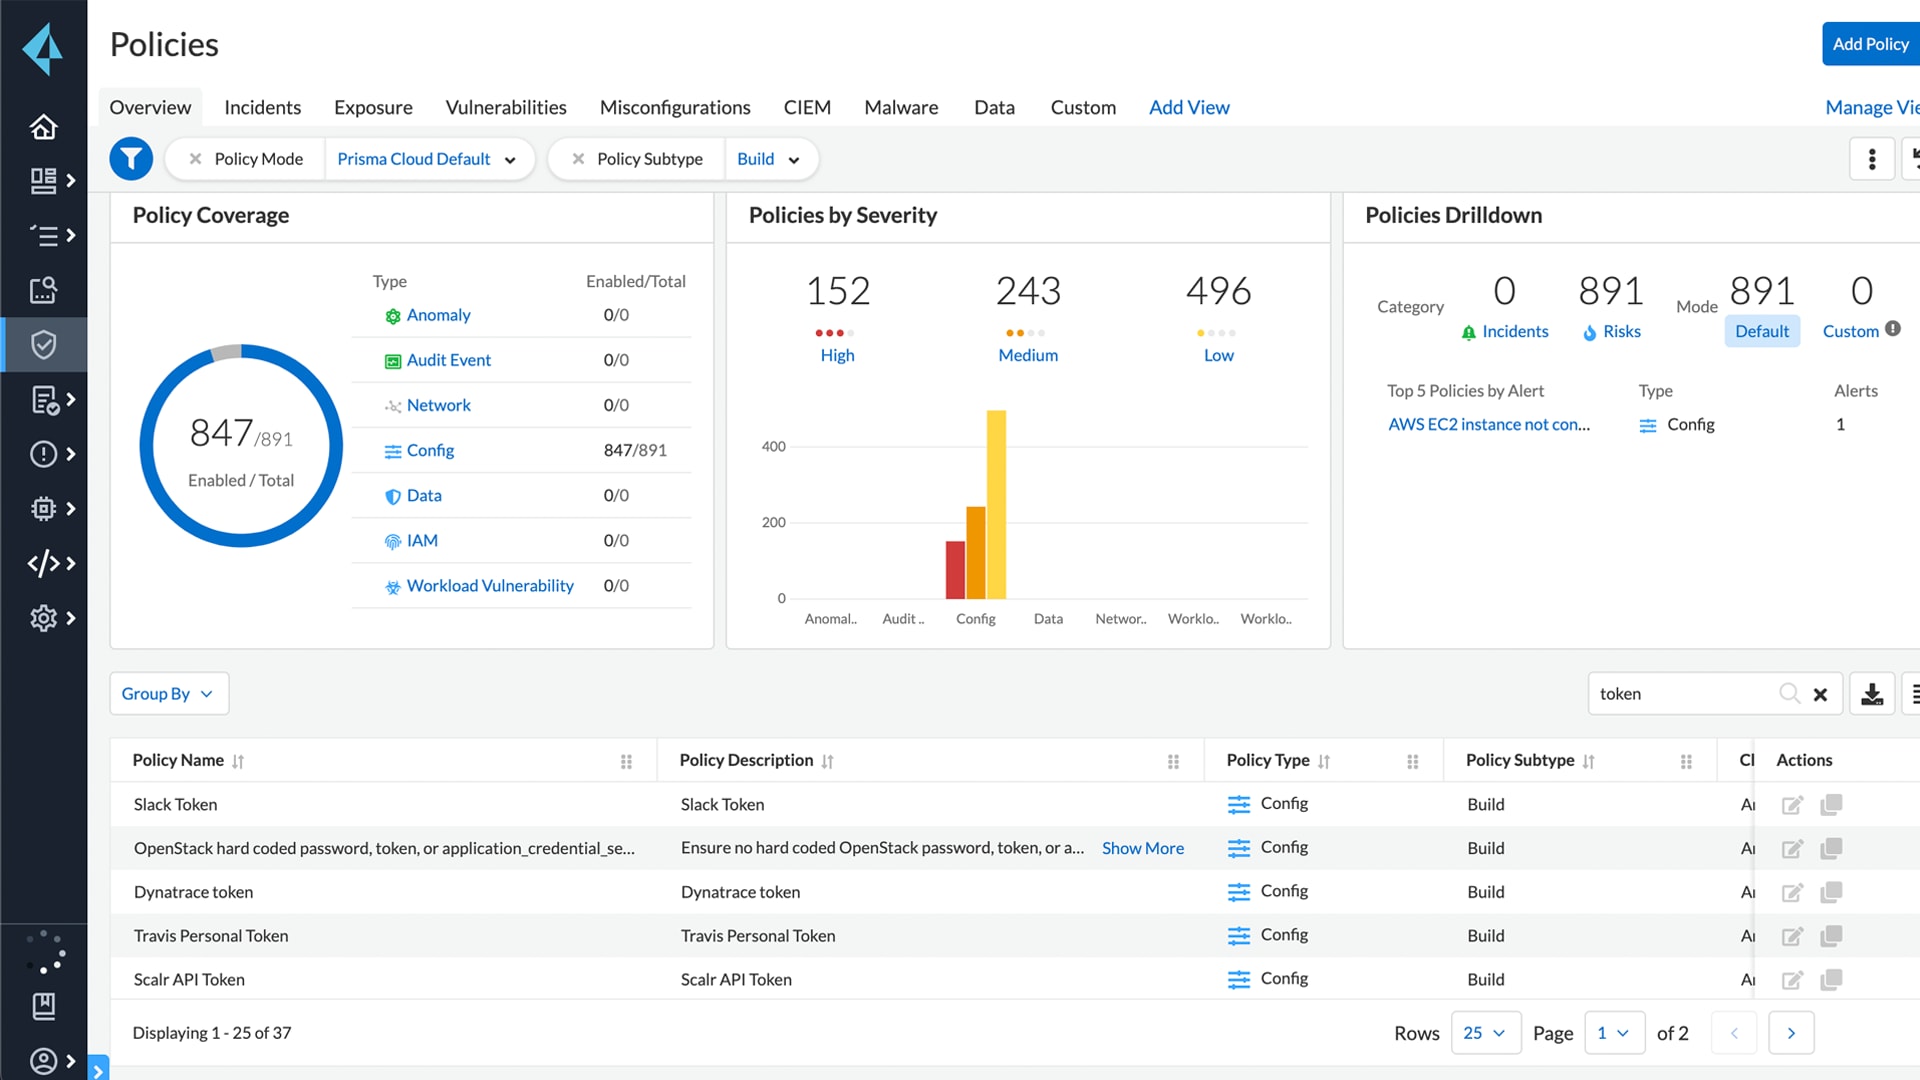 Policies
Add Policy
Overview Incidents Exposure Vulnerabilities Misconfigurations CIEM Malware Data Custom Add View
Policy Mode Prisma Cloud Default Policy Subtype Build
Policy Coverage
Type Enabled/Total
Anomaly 0/0
Audit Event 0/0
Network 0/0
Config 847/891
Data 0/0
IAM 0/0
Workload Vulnerability 0/0
847/891
Enabled / Total
Policies by Severity
152 243 496
High Medium Low
400
200
0
Anomal.. Audit .. Config Data Networ.. Worklo.. Worklo..
Policies Drilldown
Category 0 Incidents 891 Risks Mode 891 Default 0 Custom
Top 5 Policies by Alert Type Alerts
AWS EC2 instance not con... Config 1
Group By
token
Policy Name Policy Description Policy Type Policy Subtype Actions
Slack Token Slack Token Config Build
OpenStack hard coded password, token, or application_credential_se... Ensure no hard coded OpenStack password, token, or a... Show More Config Build
Dynatrace token Dynatrace token Config Build
Travis Personal Token Travis Personal Token Config Build
Scalr API Token Scalr API Token Config Build
Displaying 1 - 25 of 37
Rows 25 Page 1 of 2